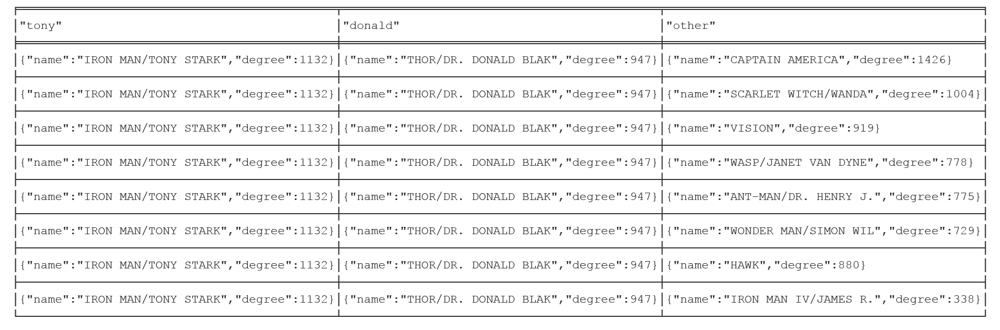 "tony" "donald" "other"
{"name":"IRON MAN/TONY STARK","degree":1132} {"name":"THOR/DR. DONALD BLAK","degree":947} {"name":"CAPTAIN AMERICA","degree":1426}
{"name":"IRON MAN/TONY STARK","degree":1132} {"name":"THOR/DR. DONALD BLAK","degree":947} {"name":"SCARLET WITCH/WANDA","degree":1004}
{"name":"IRON MAN/TONY STARK","degree":1132} {"name":"THOR/DR. DONALD BLAK","degree":947} {"name":"VISION","degree":919}
{"name":"IRON MAN/TONY STARK","degree":1132} {"name":"THOR/DR. DONALD BLAK","degree":947} {"name":"WASP/JANET VAN DYNE","degree":778}
{"name":"IRON MAN/TONY STARK","degree":1132} {"name":"THOR/DR. DONALD BLAK","degree":947} {"name":"ANT-MAN/DR. HENRY J.","degree":775}
{"name":"IRON MAN/TONY STARK","degree":1132} {"name":"THOR/DR. DONALD BLAK","degree":947} {"name":"WONDER MAN/SIMON WIL","degree":729}
{"name":"IRON MAN/TONY STARK","degree":1132} {"name":"THOR/DR. DONALD BLAK","degree":947} {"name":"HAWK","degree":880}
{"name":"IRON MAN/TONY STARK","degree":1132} {"name":"THOR/DR. DONALD BLAK","degree":947} {"name":"IRON MAN IV/JAMES R.","degree":338}